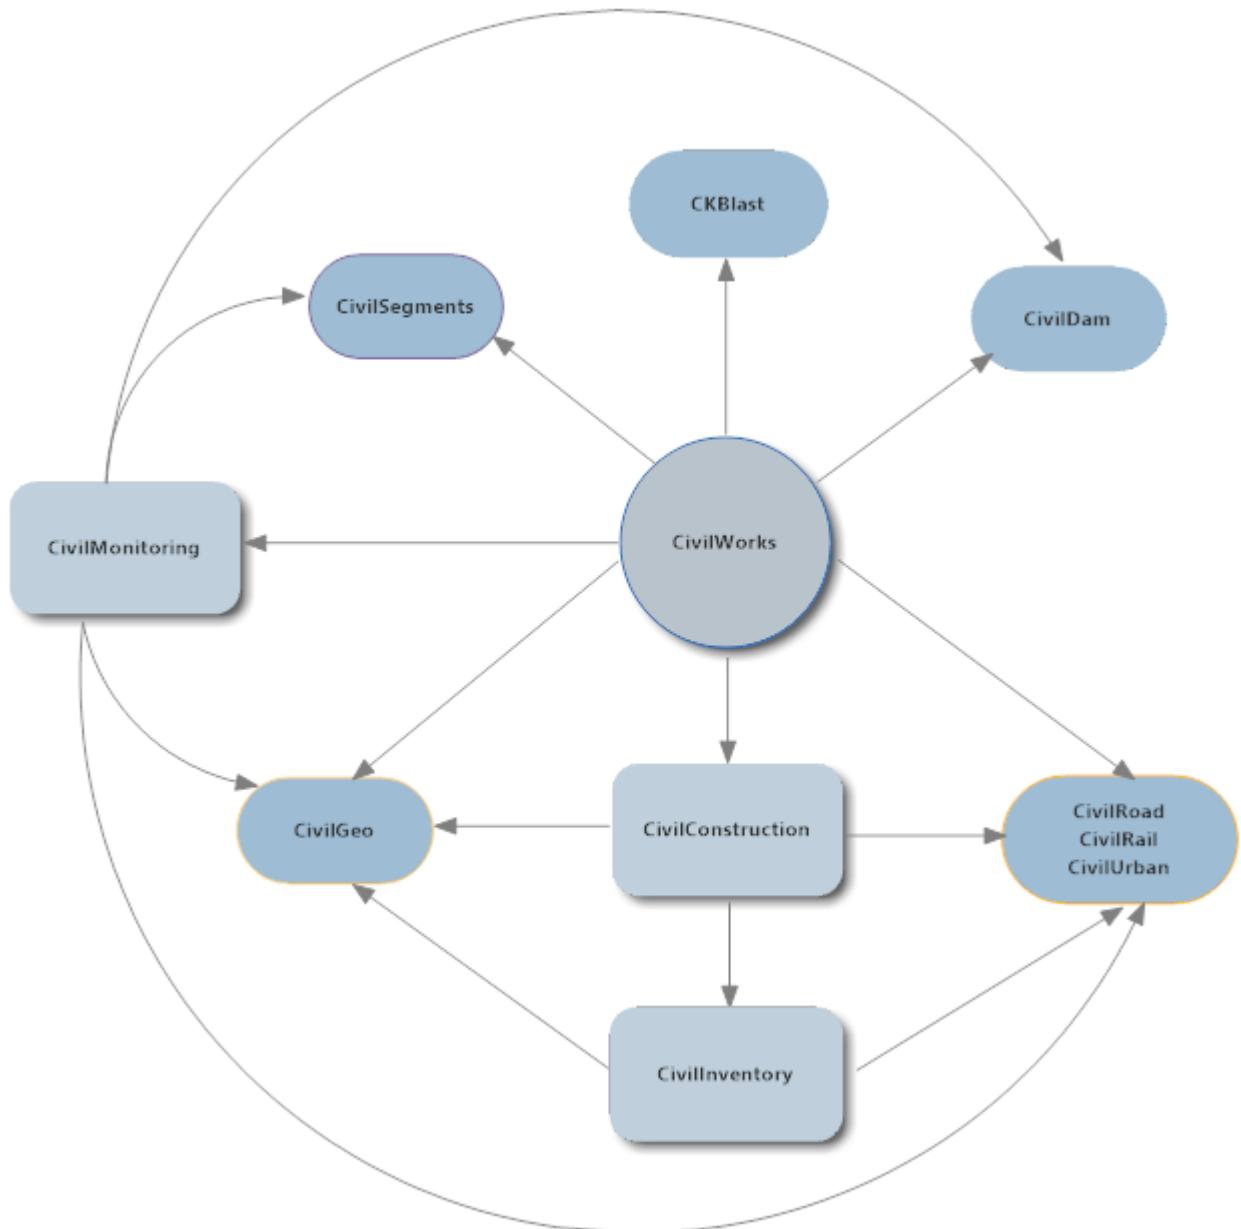 CKBlast
CivilSegments
CivilDam
CivilMonitoring
CivilWorks
CivilGeo
CivilConstruction
CivilRoad
CivilRail
CivilUrban
CivilInventory